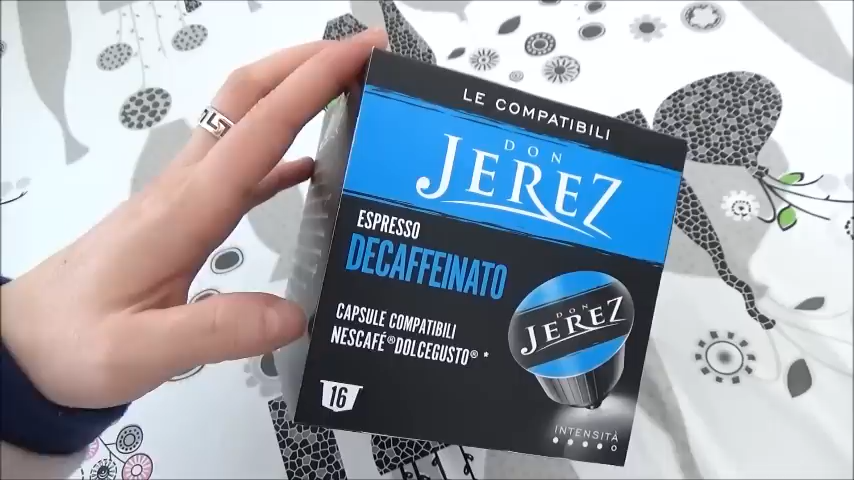 LE COMPATIBILI
DON
JEREZ
ESPRESSO
DECAFFEINATO
CAPSULE COMPATIBILI
NESCAFÉ® DOLCEGUSTO® *
16
DON
JEREZ
INTENSITÀ